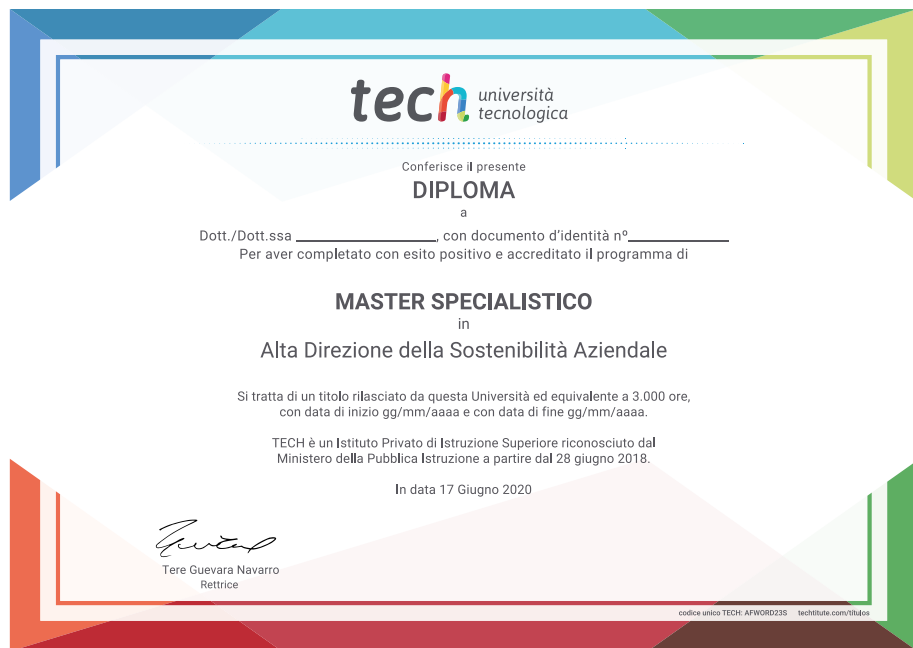 tech università
tecnologica
Conferisce il presente
DIPLOMA
a
Dott./Dott.ssa ________________, con documento d'identità nº____________
Per aver completato con esito positivo e accreditato il programma di
MASTER SPECIALISTICO
in
Alta Direzione della Sostenibilità Aziendale
Si tratta di un titolo rilasciato da questa Università ed equivalente a 3.000 ore,
con data di inizio gg/mm/aaaa e con data di fine gg/mm/aaaa.
TECH è un Istituto Privato di Istruzione Superiore riconosciuto dal
Ministero della Pubblica Istruzione a partire dal 28 giugno 2018.
In data 17 Giugno 2020
Tere Guevara Navarro
Rettrice
codice unico TECH: AFWORD23S techtitute.com/titulos